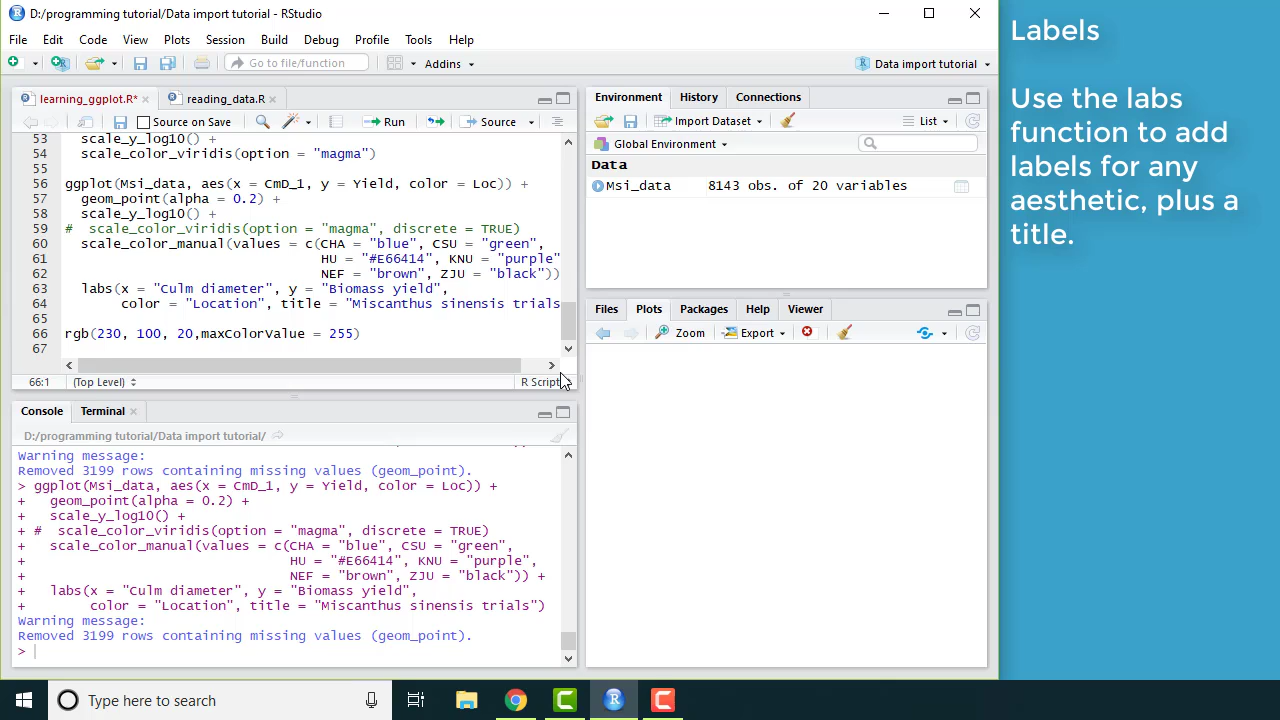 D:/programming tutorial/Data import tutorial - RStudio
File Edit Code View Plots Session Build Debug Profile Tools Help
Go to file/function Addins Data import tutorial
learning_ggplot.R* reading_data.R
Source on Save Run Source
53 scale_y_log10() +
54 scale_color_viridis(option = "magma")
55
56 ggplot(Msi_data, aes(x = CmD_1, y = Yield, color = Loc)) +
57 geom_point(alpha = 0.2) +
58 scale_y_log10() +
59 # scale_color_viridis(option = "magma", discrete = TRUE)
60 scale_color_manual(values = c(CHA = "blue", CSU = "green",
61 HU = "#E66414", KNU = "purple"
62 NEF = "brown", ZJU = "black"))
63 labs(x = "Culm diameter", y = "Biomass yield",
64 color = "Location", title = "Miscanthus sinensis trials
65
66 rgb(230, 100, 20,maxColorValue = 255)
67
66:1 (Top Level) R Script
Console Terminal
D:/programming tutorial/Data import tutorial/
Warning message:
Removed 3199 rows containing missing values (geom_point).
> ggplot(Msi_data, aes(x = CmD_1, y = Yield, color = Loc)) +
+ geom_point(alpha = 0.2) +
+ scale_y_log10() +
+ # scale_color_viridis(option = "magma", discrete = TRUE)
+ scale_color_manual(values = c(CHA = "blue", CSU = "green",
+ HU = "#E66414", KNU = "purple",
+ NEF = "brown", ZJU = "black")) +
+ labs(x = "Culm diameter", y = "Biomass yield",
+ color = "Location", title = "Miscanthus sinensis trials")
Warning message:
Removed 3199 rows containing missing values (geom_point).
>
Environment History Connections
Import Dataset List
Global Environment
Data
Msi_data 8143 obs. of 20 variables
Files Plots Packages Help Viewer
Zoom Export
Labels
Use the labs
function to add
labels for any
aesthetic, plus a
title.
Type here to search